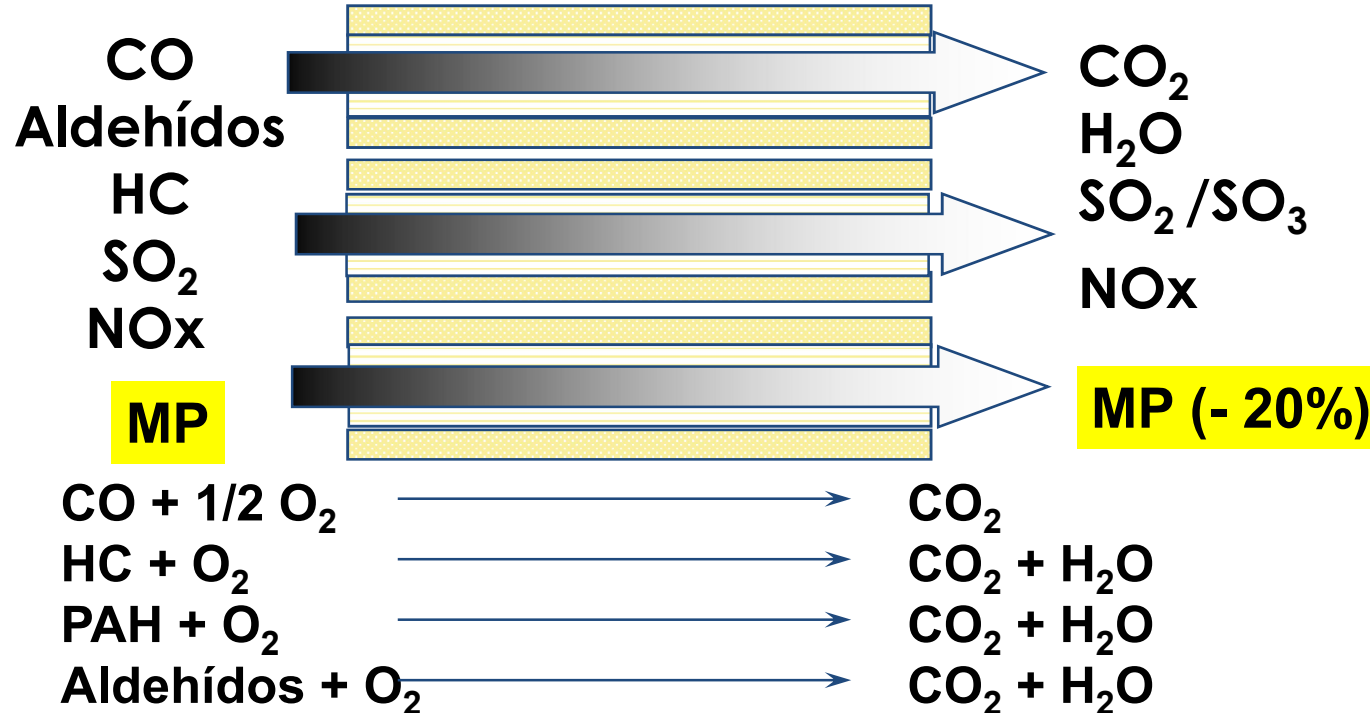 CO
Aldehídos
HC
SO₂
NOx
MP
CO₂
H₂O
SO₂ /SO₃
NOx
MP (- 20%)
CO + 1/2 O₂ CO₂
HC + O₂ CO₂ + H₂O
PAH + O₂ CO₂ + H₂O
Aldehídos + O₂ CO₂ + H₂O